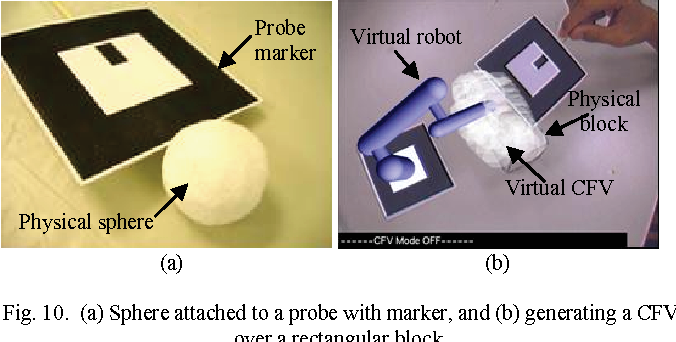 Probe
marker
Physical sphere
(a)
Virtual robot
Physical
block
Virtual CFV
======CFV Mode OFF======
(b)
Fig. 10. (a) Sphere attached to a probe with marker, and (b) generating a CFV
over a rectangular block